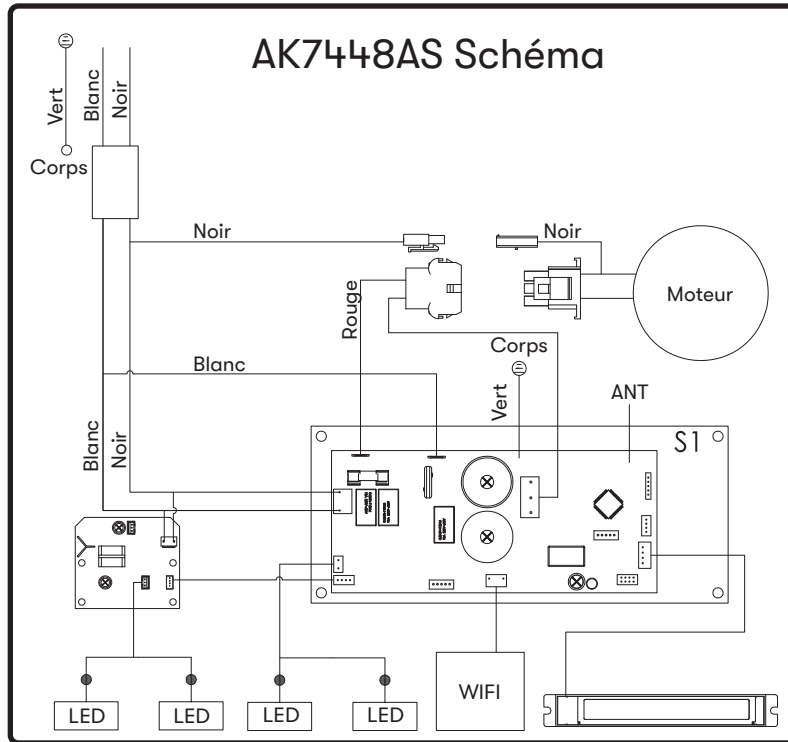 AK7448AS Schéma
Vert
Blanc
Noir
Corps
Noir
Noir
Moteur
Rouge
Blanc
Corps
Vert
ANT
Blanc
Noir
S1
LED
LED
LED
LED
WIFI